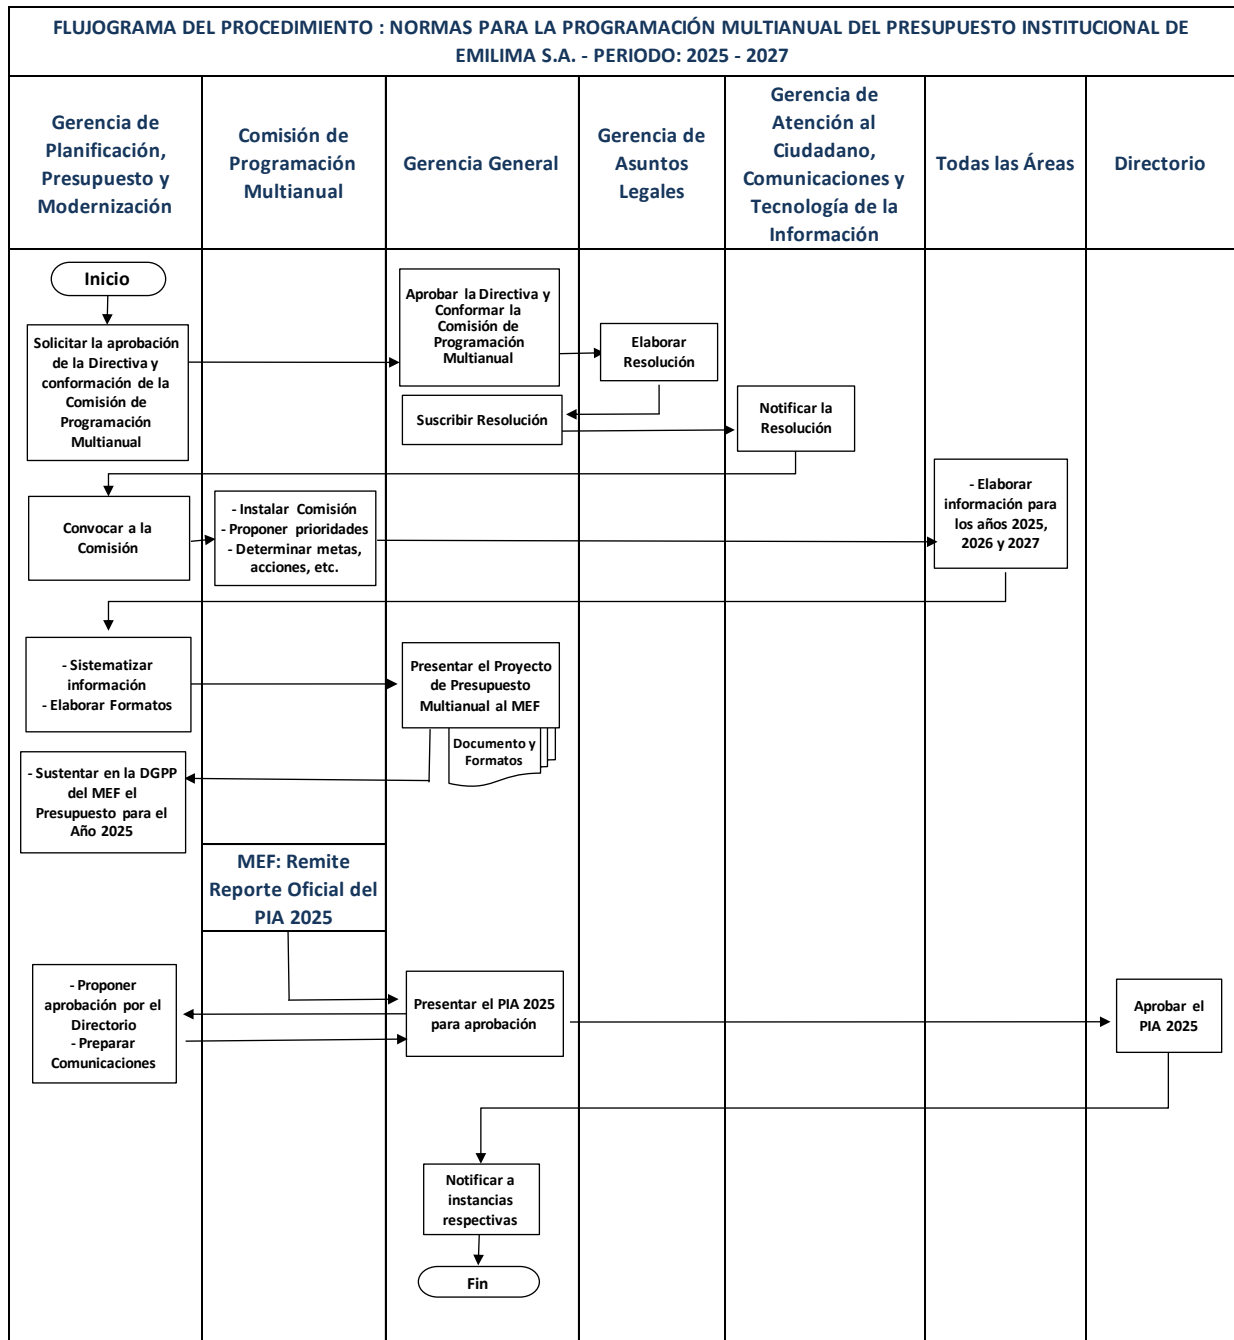 FLUJOGRAMA DEL PROCEDIMIENTO : NORMAS PARA LA PROGRAMACIÓN MULTIANUAL DEL PRESUPUESTO INSTITUCIONAL DE
EMILIMA S.A. - PERIODO: 2025 - 2027
Gerencia de
Planificación,
Presupuesto y
Modernización
Comisión de
Programación
Multianual
Gerencia General
Gerencia de
Asuntos
Legales
Gerencia de
Atención al
Ciudadano,
Comunicaciones y
Tecnología de la
Información
Todas las Áreas
Directorio
Inicio
Solicitar la aprobación
de la Directiva y
conformación de la
Comisión de
Programación
Multianual
Aprobar la Directiva y
Conformar la
Comisión de
Programación
Multianual
Elaborar
Resolución
Suscribir Resolución
Notificar la
Resolución
Convocar a la
Comisión
- Instalar Comisión
- Proponer prioridades
- Determinar metas,
acciones, etc.
- Elaborar
información para
los años 2025,
2026 y 2027
- Sistematizar
información
- Elaborar Formatos
Presentar el Proyecto
de Presupuesto
Multianual al MEF
Documento y
Formatos
- Sustentar en la DGPP
del MEF el
Presupuesto para el
Año 2025
MEF: Remite
Reporte Oficial del
PIA 2025
- Proponer
aprobación por el
Directorio
- Preparar
Comunicaciones
Presentar el PIA 2025
para aprobación
Aprobar el
PIA 2025
Notificar a
instancias
respectivas
Fin